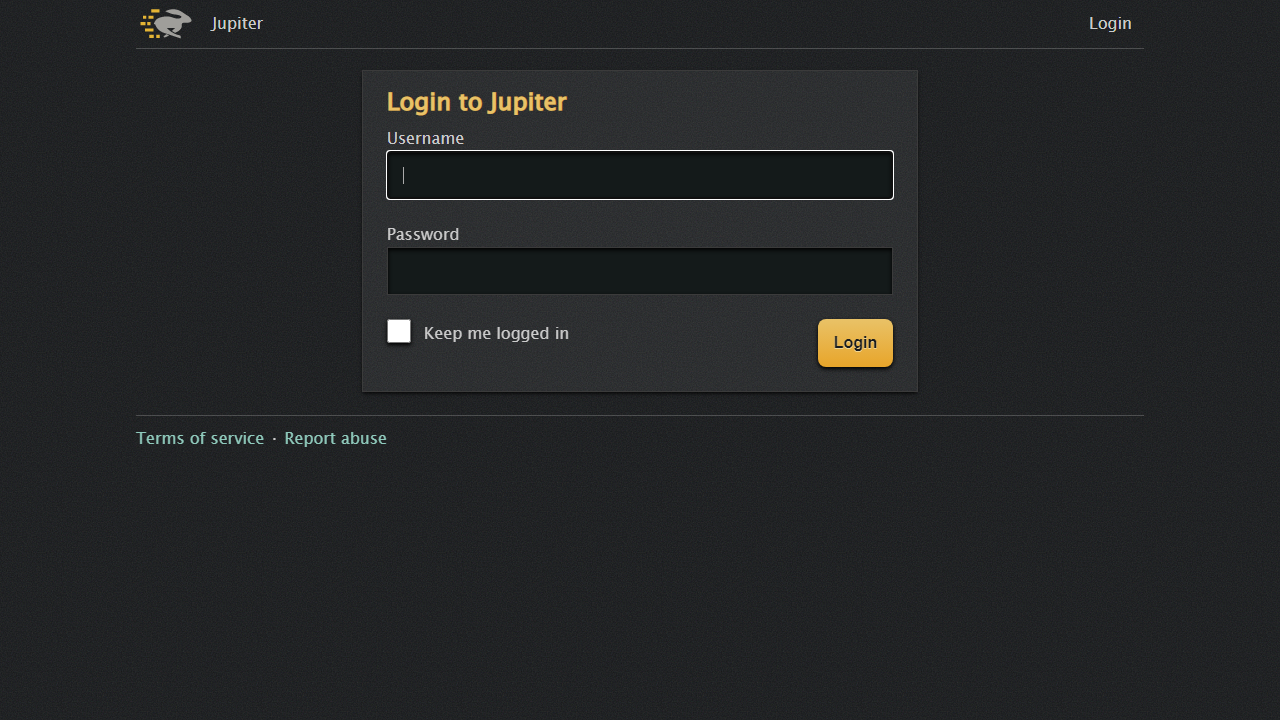 Jupiter
Login
Login to Jupiter
Username
Password
Keep me logged in
Login
Terms of service · Report abuse